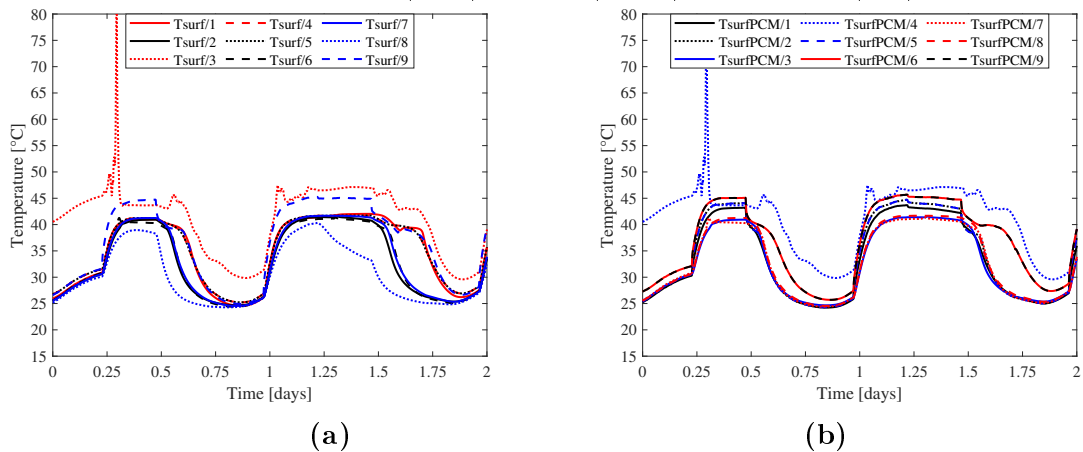 80
75
70
65
60
55
50
45
40
35
30
25
20
15
Temperature [°C]
Tsurf/1 Tsurf/4 Tsurf/7
Tsurf/2 Tsurf/5 Tsurf/8
Tsurf/3 Tsurf/6 Tsurf/9
0 0.25 0.5 0.75 1 1.25 1.5 1.75 2
Time [days]
(a)
80
75
70
65
60
55
50
45
40
35
30
25
20
15
Temperature [°C]
TsurfPCM/1 TsurfPCM/4 TsurfPCM/7
TsurfPCM/2 TsurfPCM/5 TsurfPCM/8
TsurfPCM/3 TsurfPCM/6 TsurfPCM/9
0 0.25 0.5 0.75 1 1.25 1.5 1.75 2
Time [days]
(b)